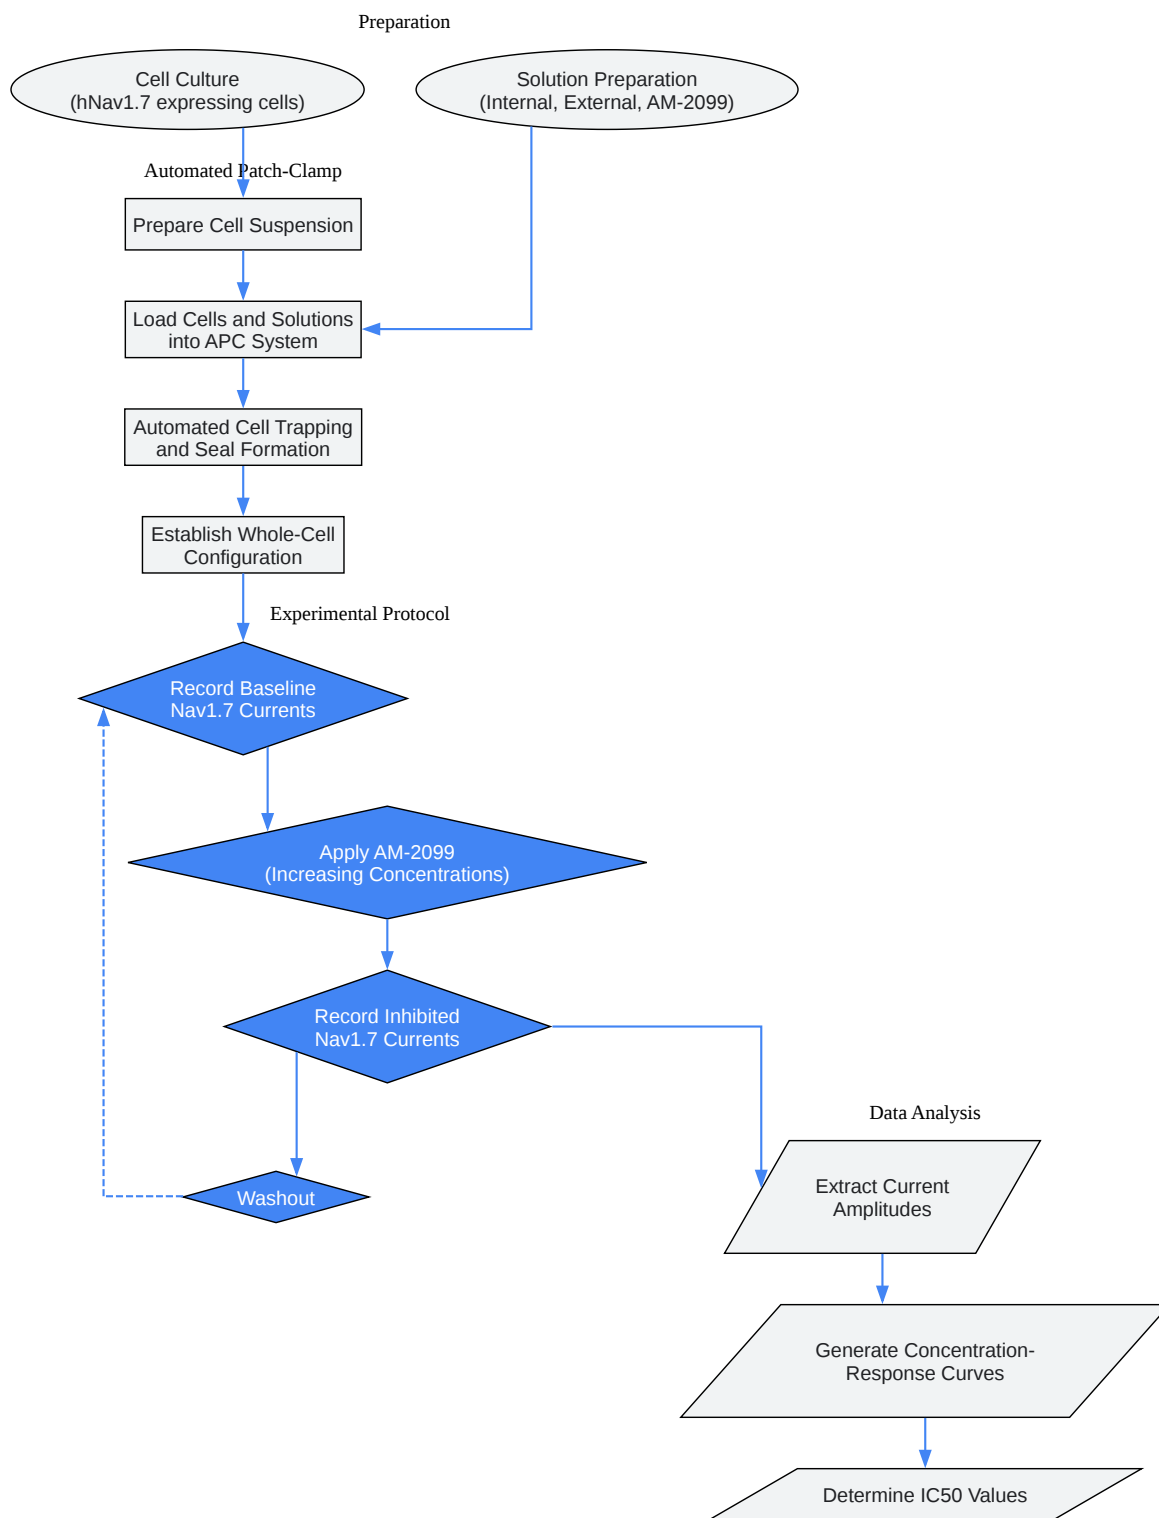 Preparation
Cell Culture
(hNav1.7 expressing cells)
Solution Preparation
(Internal, External, AM-2099)
Automated Patch-Clamp
Prepare Cell Suspension
Load Cells and Solutions
into APC System
Automated Cell Trapping
and Seal Formation
Establish Whole-Cell
Configuration
Experimental Protocol
Record Baseline
Nav1.7 Currents
Apply AM-2099
(Increasing Concentrations)
Record Inhibited
Nav1.7 Currents
Washout
Data Analysis
Extract Current
Amplitudes
Generate Concentration-
Response Curves
Determine IC50 Values